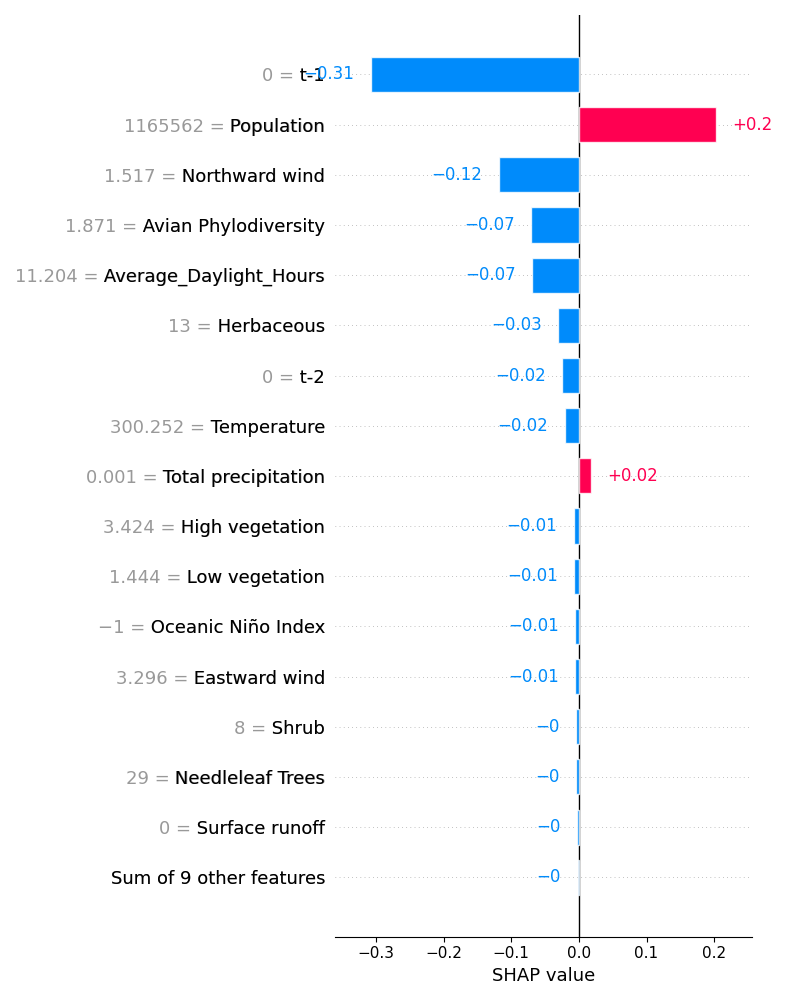 0 = t-1 −0.31
1165562 = Population +0.2
1.517 = Northward wind −0.12
1.871 = Avian Phylodiversity −0.07
11.204 = Average_Daylight_Hours −0.07
13 = Herbaceous −0.03
0 = t-2 −0.02
300.252 = Temperature −0.02
0.001 = Total precipitation +0.02
3.424 = High vegetation −0.01
1.444 = Low vegetation −0.01
−1 = Oceanic Niño Index −0.01
3.296 = Eastward wind −0.01
8 = Shrub −0
29 = Needleleaf Trees −0
0 = Surface runoff −0
Sum of 9 other features −0
−0.3 −0.2 −0.1 0.0 0.1 0.2
SHAP value